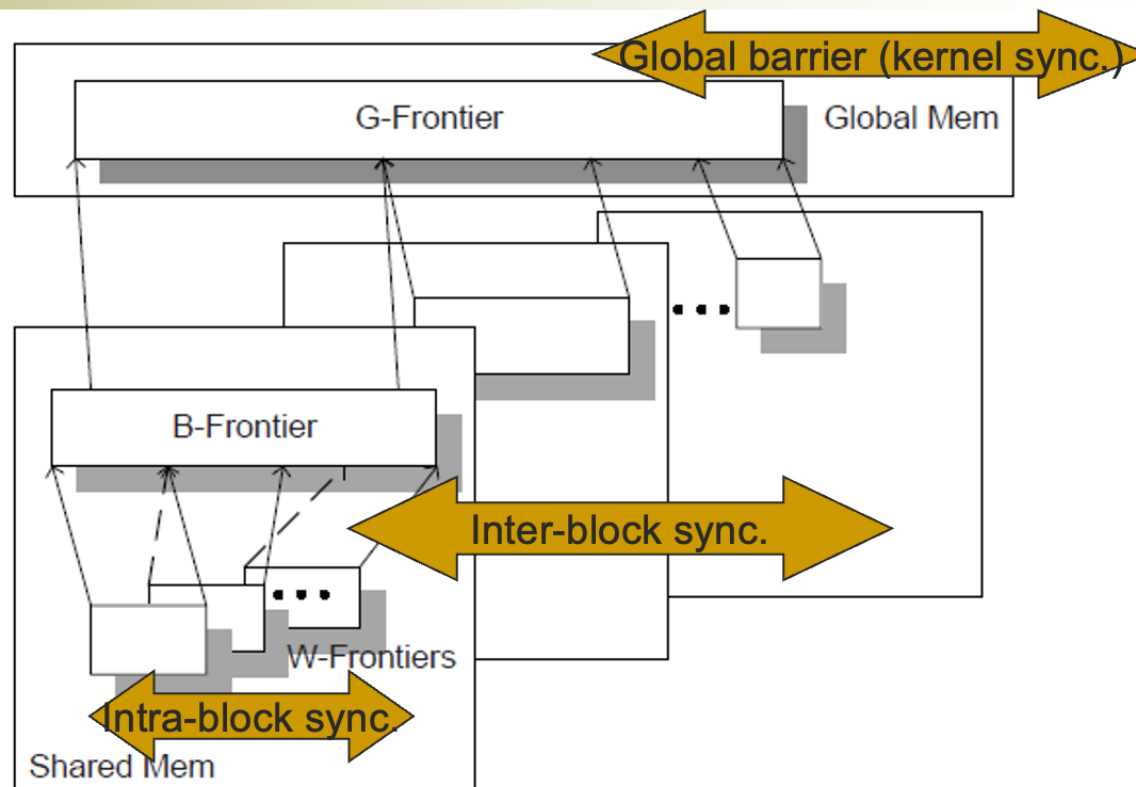 Global barrier (kernel sync.)
G-Frontier
Global Mem
B-Frontier
Inter-block sync.
W-Frontiers
Intra-block sync.
Shared Mem